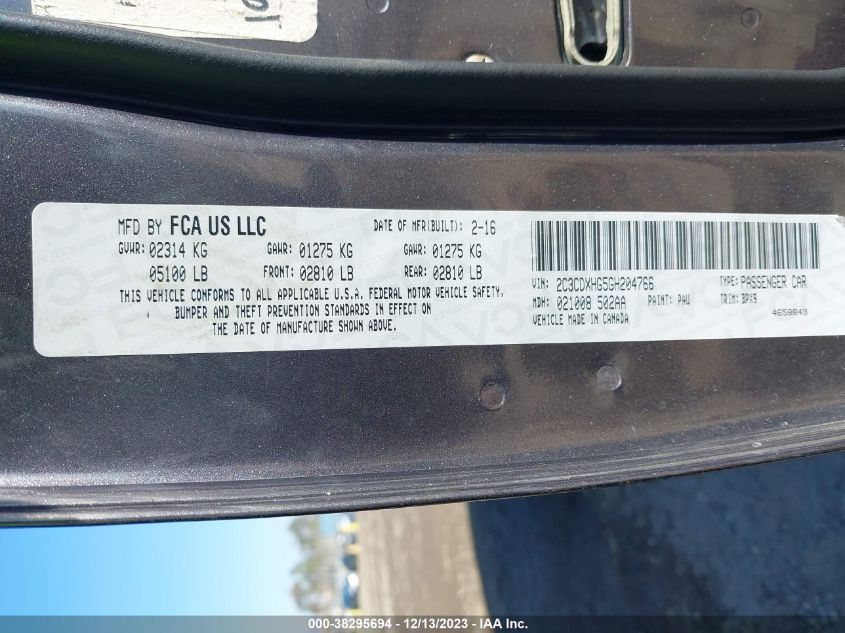 MFD BY FCA US LLC DATE OF MFR(BUILT): 2-16
GVWR: 02314 KG GAWR: 01275 KG GAWR: 01275 KG
05100 LB FRONT: 02810 LB REAR: 02810 LB
THIS VEHICLE CONFORMS TO ALL APPLICABLE U.S.A. FEDERAL MOTOR VEHICLE SAFETY,
BUMPER AND THEFT PREVENTION STANDARDS IN EFFECT ON
THE DATE OF MANUFACTURE SHOWN ABOVE.
VIN: 2C3CDXHG5GH204766 TYPE: PASSENGER CAR
MDH: 021008 502AA PAINT: PAU TRIM: BPX9
VEHICLE MADE IN CANADA 4658843
000-38295694 / 12/13/2023 - IAA Inc.